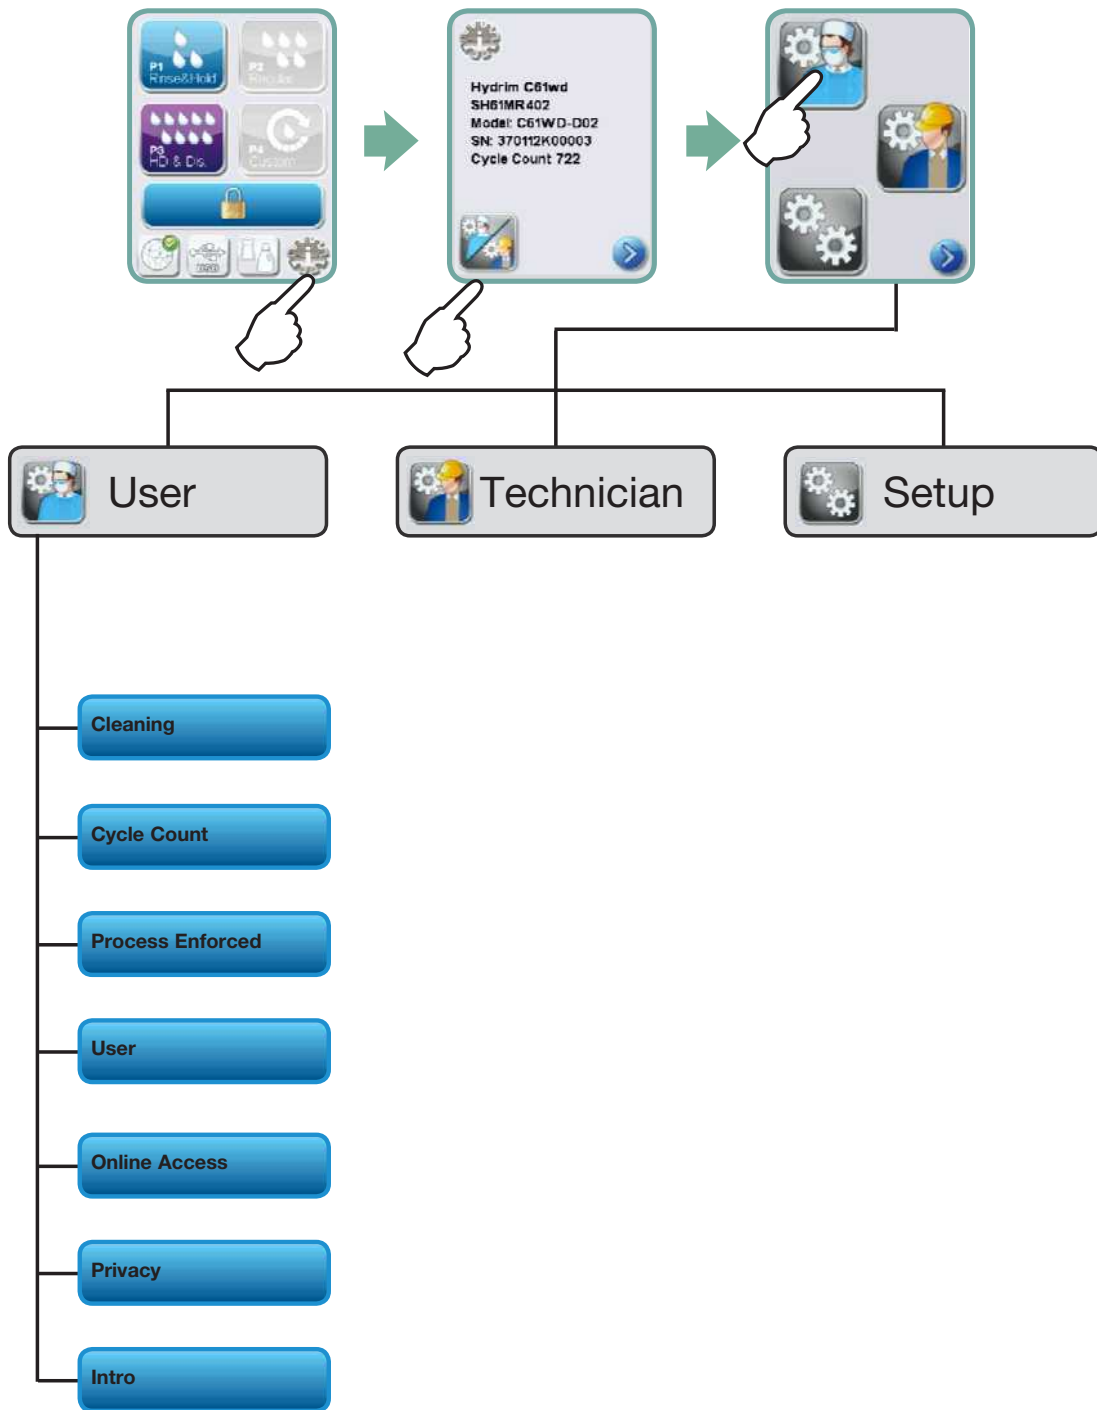 P1
Rinse&Hold
P2
Regular
P3
HD & Dis.
P4
Custom
USB
Hydrim C61wd
SH61MR402
Model: C61WD-D02
SN: 370112K00003
Cycle Count 722
User
Technician
Setup
Cleaning
Cycle Count
Process Enforced
User
Online Access
Privacy
Intro